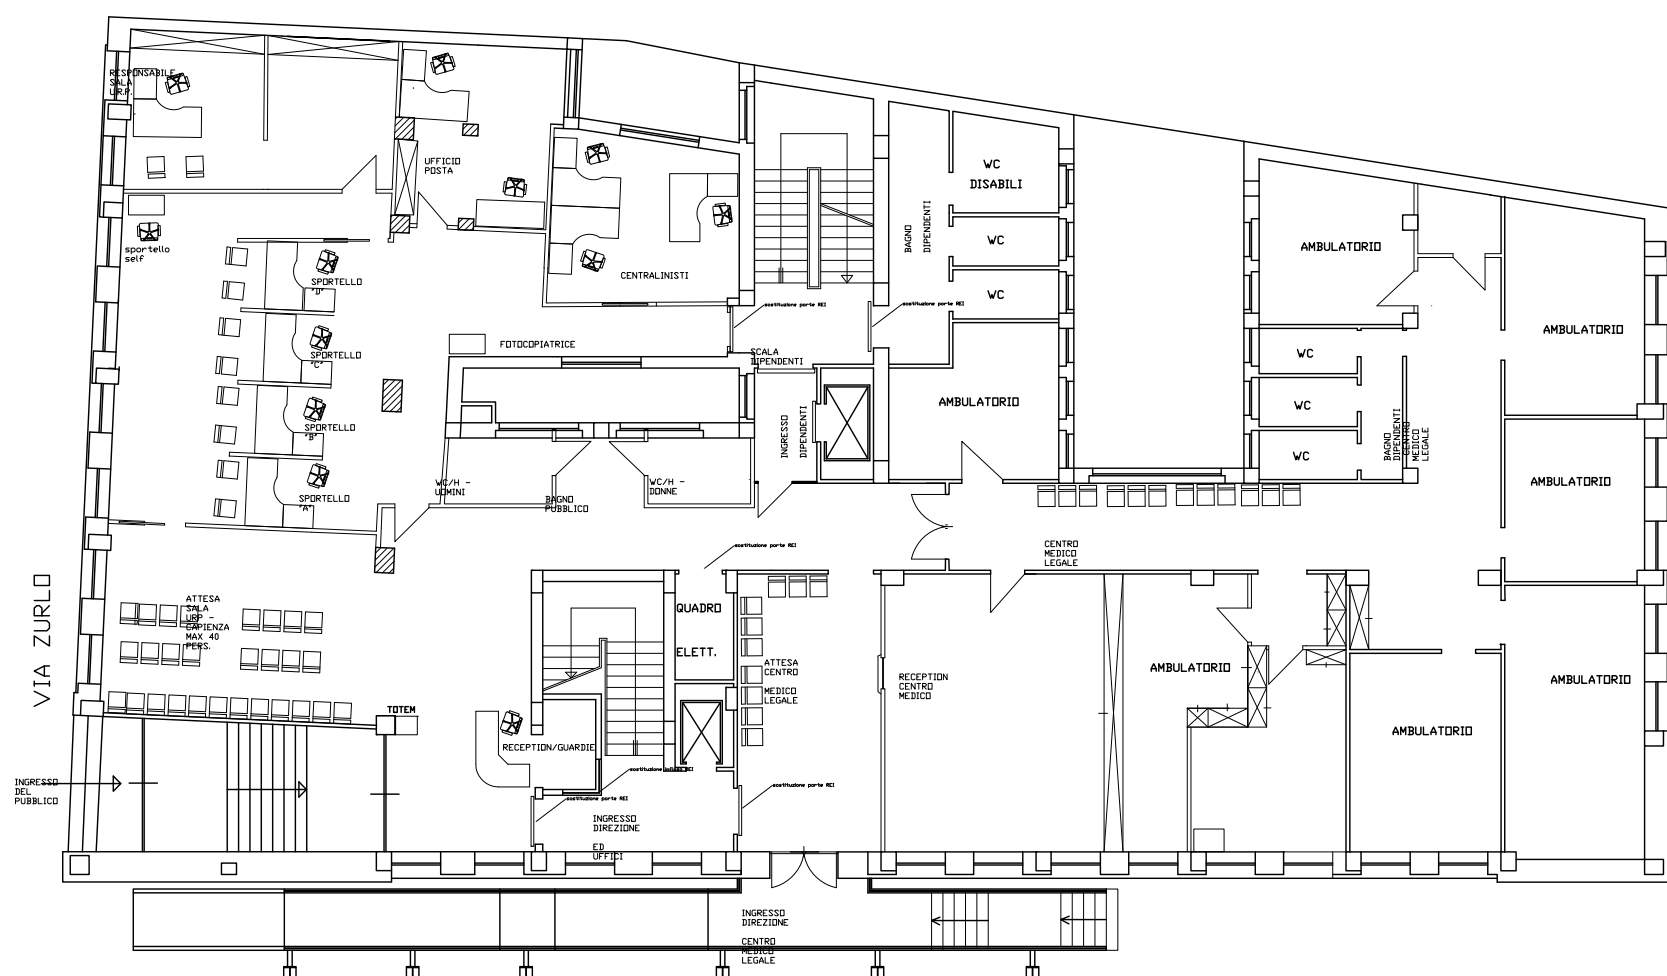 RESPONSABILE
SALA
U.R.P.
UFFICIO
POSTA
WC
DISABILI
BAGNO
DIPENDENTI
WC
WC
sportello
self
SPORTELLO
"D"
CENTRALINISTI
AMBULATORIO
AMBULATORIO
sostituzione porte REI
sostituzione porte REI
SPORTELLO
"C"
FOTOCOPIATRICE
SCALA
DIPENDENTI
WC
WC
WC
AMBULATORIO
INGRESSO
DIPENDENTI
BAGNO
DIPENDENTI
CENTRO
MEDICO
LEGALE
SPORTELLO
"B"
SPORTELLO
"A"
WC/H -
UOMINI
BAGNO
PUBBLICO
WC/H -
DONNE
AMBULATORIO
sostituzione porte REI
CENTRO
MEDICO
LEGALE
VIA ZURLO
ATTESA
SALA
URP -
CAPIENZA
MAX 40
PERS.
QUADRO
ELETT.
ATTESA
CENTRO
MEDICO
LEGALE
RECEPTION
CENTRO
MEDICO
AMBULATORIO
AMBULATORIO
AMBULATORIO
TOTEM
RECEPTION/GUARDIE
INGRESSO
DEL
PUBBLICO
sostituzione infissi REI
sostituzione porte REI
sostituzione porte REI
INGRESSO
DIREZIONE
ED
UFFICI
INGRESSO
DIREZIONE
CENTRO
MEDICO
LEGALE